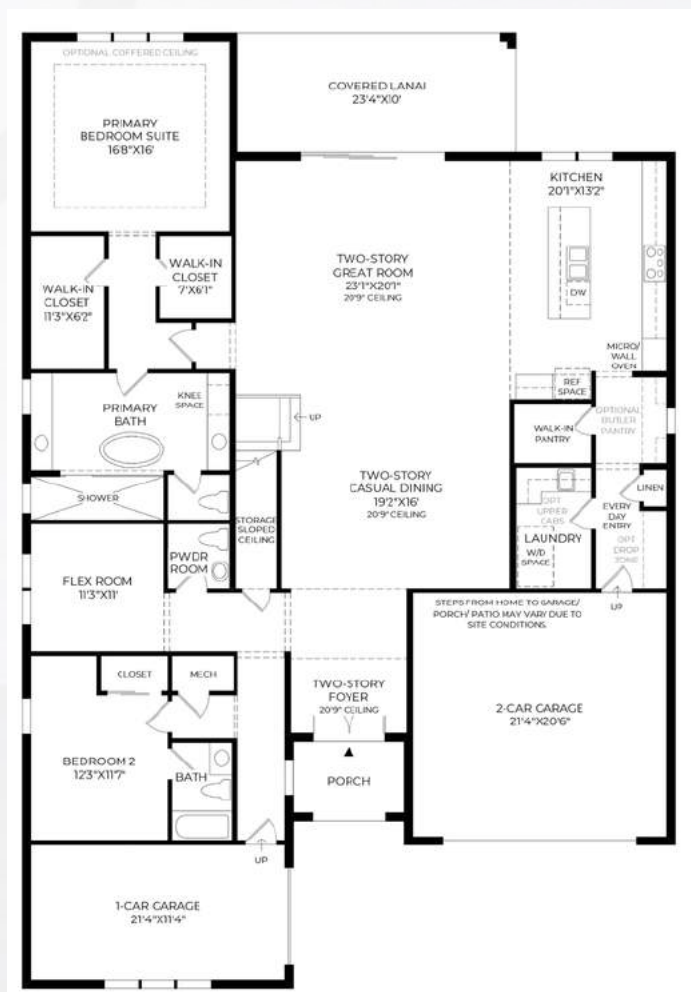 OPTIONAL COFFERED CEILING
PRIMARY
BEDROOM SUITE
16'8"X16'
COVERED LANAI
23'4"X10'
KITCHEN
20'1"X13'2"
TWO-STORY
GREAT ROOM
23'1"X20'1"
20'9" CEILING
DW
WALK-IN
CLOSET
11'3"X6'2"
WALK-IN
CLOSET
7'X6'1"
MICRO/
WALL
OVEN
REF
SPACE
PRIMARY
BATH
KNEE
SPACE
UP
WALK-IN
PANTRY
OPTIONAL
BUTLER
PANTRY
SHOWER
TWO-STORY
CASUAL DINING
19'2"X16'
20'9" CEILING
STORAGE
SLOPED
CEILING
OPT
UPPER
CABS
LAUNDRY
W/D
SPACE
LINEN
EVERY
DAY
ENTRY
OPT
DROP
ZONE
UP
PWDR
ROOM
FLEX ROOM
11'3"X11'
STEPS FROM HOME TO GARAGE/
PORCH/ PATIO MAY VARY DUE TO
SITE CONDITIONS.
CLOSET
MECH
TWO-STORY
FOYER
20'9" CEILING
2-CAR GARAGE
21'4"X20'6"
BEDROOM 2
12'3"X11'7"
BATH
PORCH
UP
1-CAR GARAGE
21'4"X11'4"